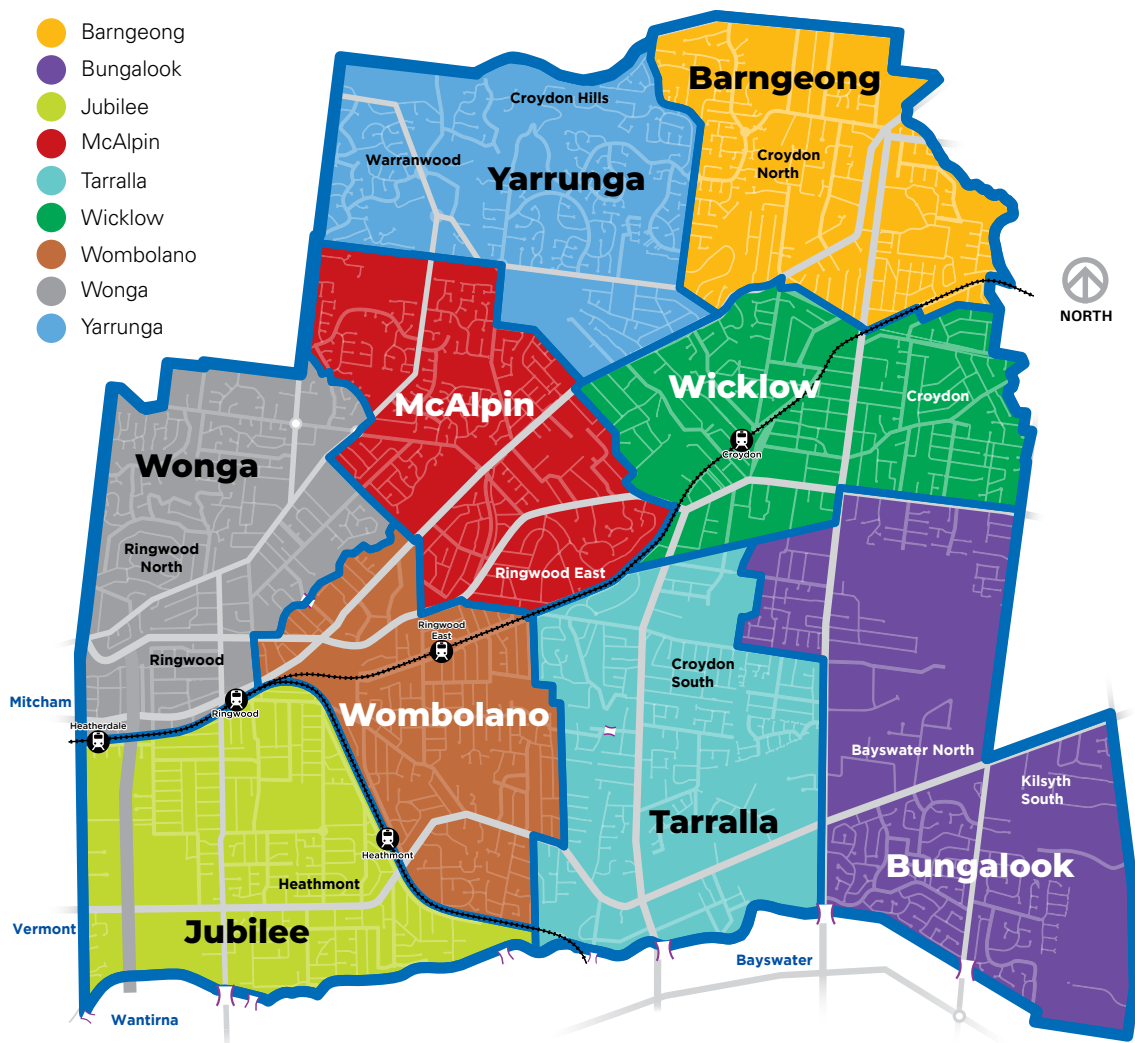 Barngeong
Bungalook
Jubilee
McAlpin
Tarralla
Wicklow
Wombolano
Wonga
Yarrunga
Barngeong
Croydon Hills
Croydon
North
Warranwood
Yarrunga
NORTH
Wicklow
Croydon
McAlpin
Croydon
Wonga
Ringwood
North
Ringwood East
Ringwood
East
Ringwood
Croydon
South
Mitcham
Ringwood
Wombolano
Heatherdale
Bayswater North
Kilsyth
South
Tarralla
Heathmont
Bungalook
Heathmont
Jubilee
Vermont
Bayswater
Wantirna